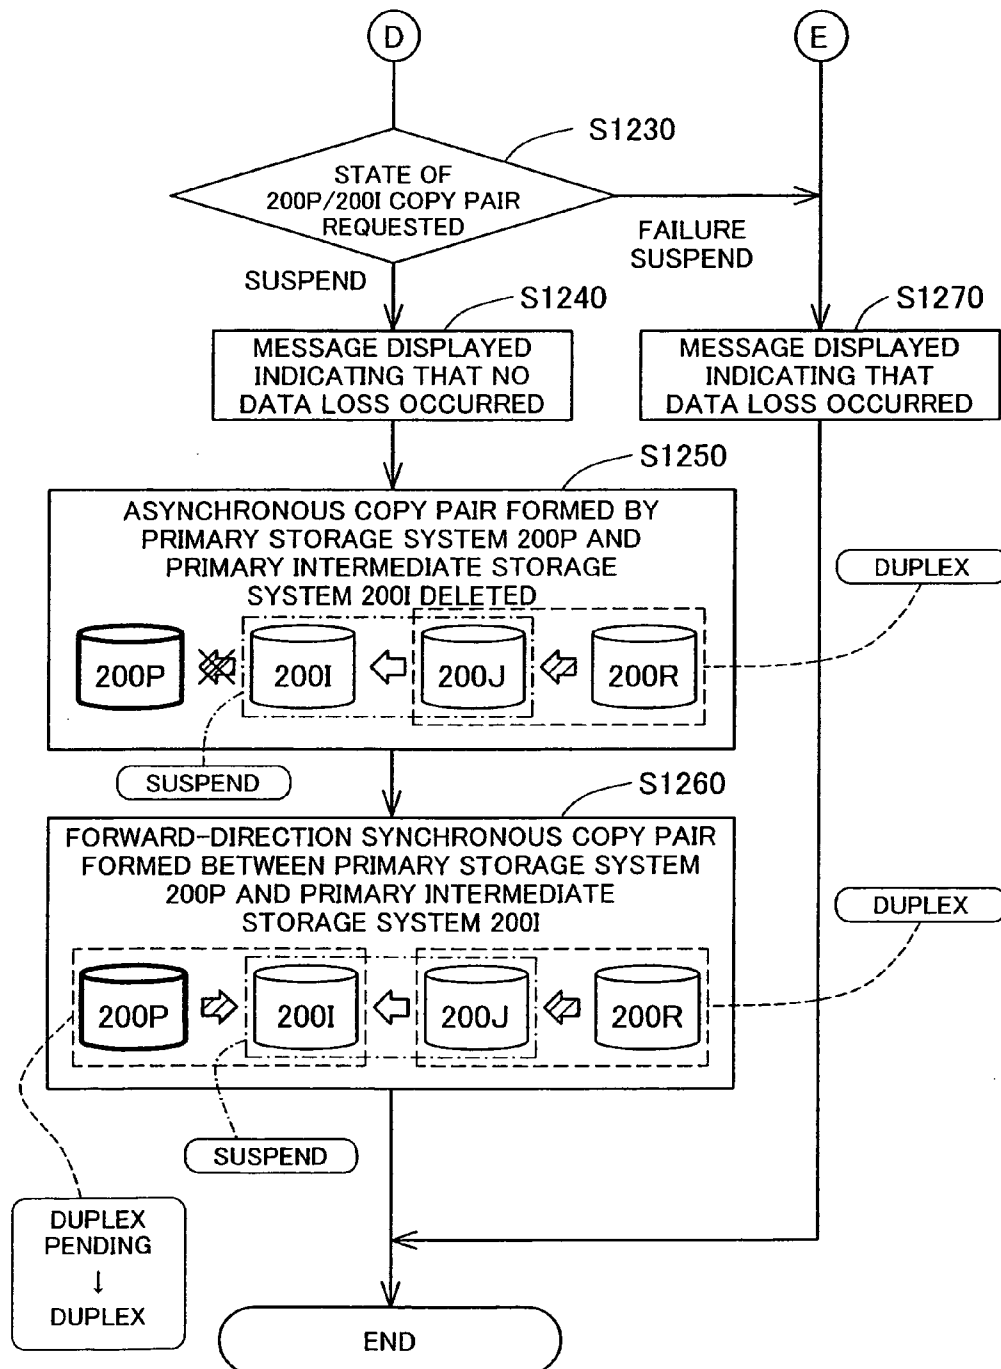 D
E
S1230
STATE OF
200P/200I COPY PAIR
REQUESTED
FAILURE
SUSPEND
SUSPEND
S1240
S1270
MESSAGE DISPLAYED
INDICATING THAT NO
DATA LOSS OCCURRED
MESSAGE DISPLAYED
INDICATING THAT
DATA LOSS OCCURRED
S1250
ASYNCHRONOUS COPY PAIR FORMED BY
PRIMARY STORAGE SYSTEM 200P AND
PRIMARY INTERMEDIATE STORAGE
SYSTEM 200I DELETED
DUPLEX
200P
200I
200J
200R
SUSPEND
S1260
FORWARD-DIRECTION SYNCHRONOUS COPY PAIR
FORMED BETWEEN PRIMARY STORAGE SYSTEM
200P AND PRIMARY INTERMEDIATE
STORAGE SYSTEM 200I
DUPLEX
200P
200I
200J
200R
SUSPEND
DUPLEX
PENDING
↓
DUPLEX
END